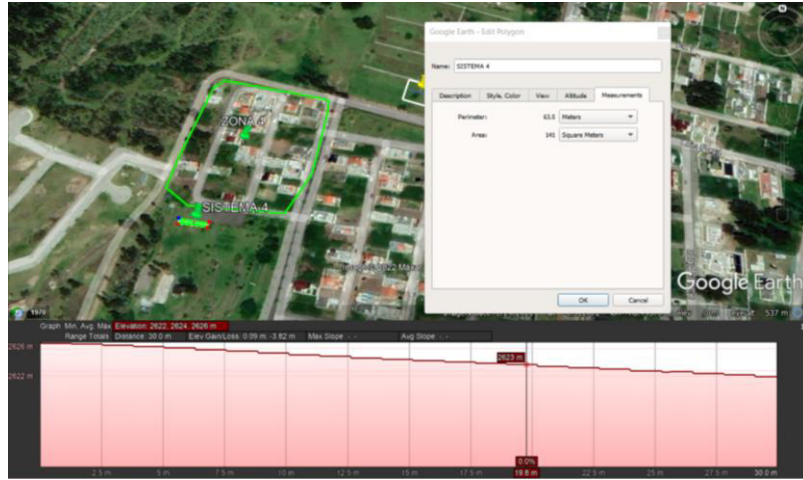 Google Earth - Edit Polygon
Name: SISTEMA 4
Description Style, Color View Altitude Measurements
Perimeter: 63.5 Meters
Area: 141 Square Meters
OK Cancel
ZONA 4
SISTEMA 4
Google Earth
1970
537 m
Graph: Min, Avg, Max Elevation: 2622, 2624, 2626 m
Range Totals: Distance: 30.0 m Elev Gain/Loss: 0.09 m, -3.82 m Max Slope: - , - Avg Slope: - , -
2626 m
2622 m
2623 m
0.0%
2.5 m 5 m 7.5 m 10 m 12.5 m 15 m 17.5 m 19.8 m 22.5 m 25 m 27.5 m 30.0 m